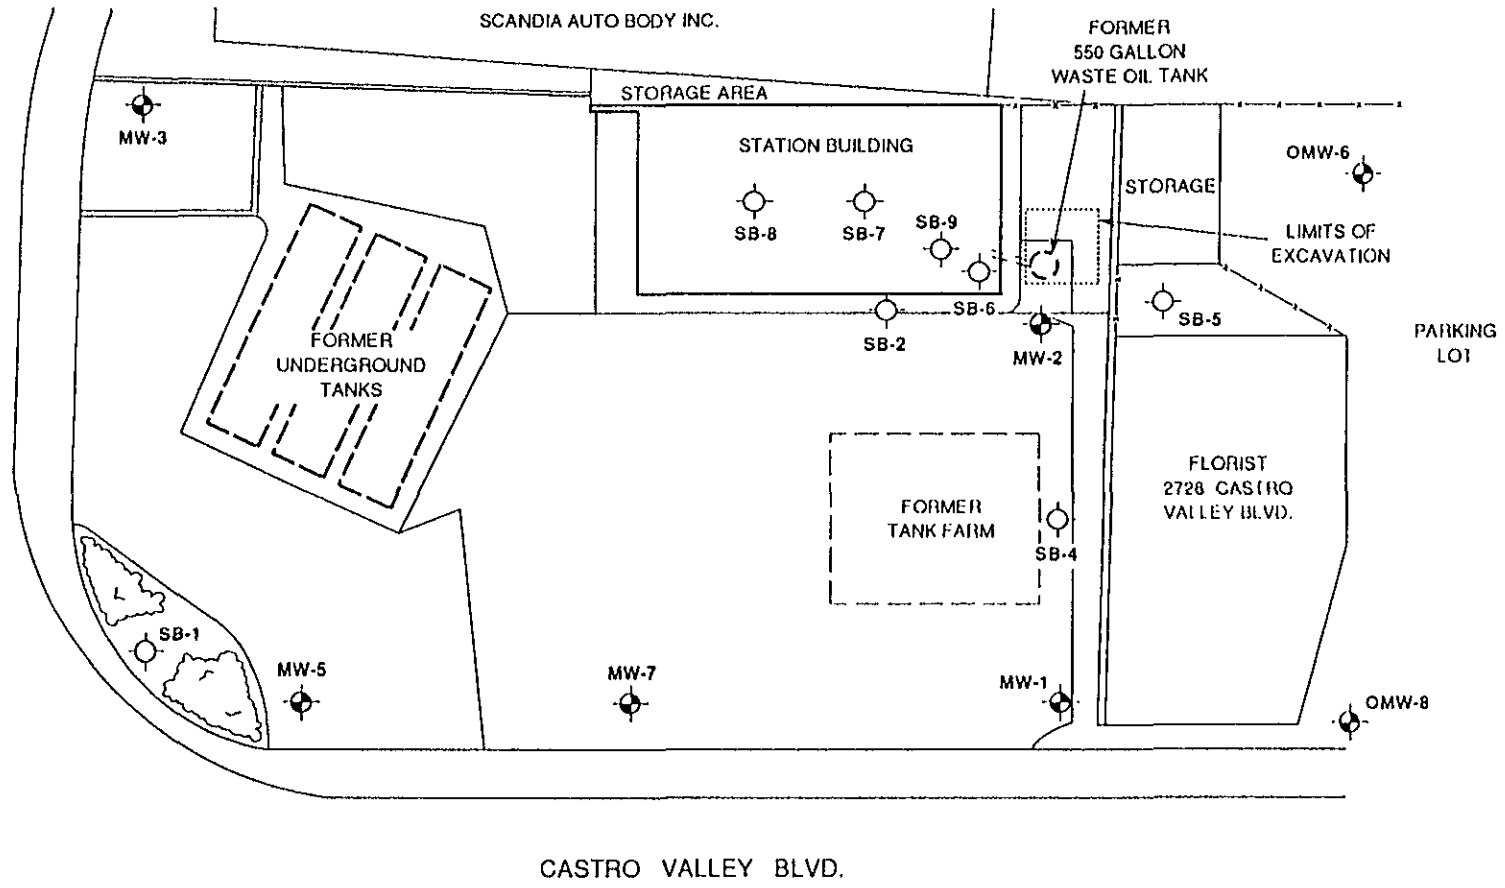 SCANDIA AUTO BODY INC.
FORMER
550 GALLON
WASTE OIL TANK
STORAGE AREA
MW-3
STATION BUILDING
OMW-6
STORAGE
SB-8
SB-7
SB-9
LIMITS OF
EXCAVATION
SB-6
SB-5
SB-2
MW-2
PARKING
LOT
FORMER
UNDERGROUND
TANKS
FLORIST
2728 CASTRO
VALLEY BLVD.
FORMER
TANK FARM
SB-4
SB-1
MW-5
MW-7
MW-1
OMW-8
CASTRO VALLEY BLVD.